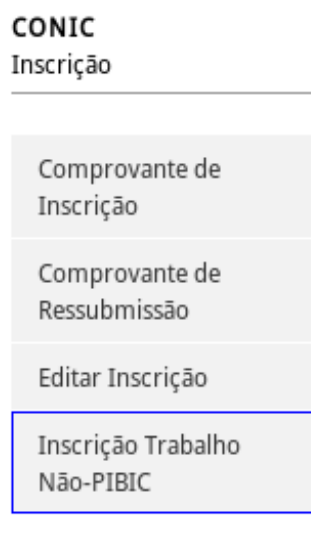 CONIC
Inscrição
Comprovante de
Inscrição
Comprovante de
Ressubmissão
Editar Inscrição
Inscrição Trabalho
Não-PIBIC